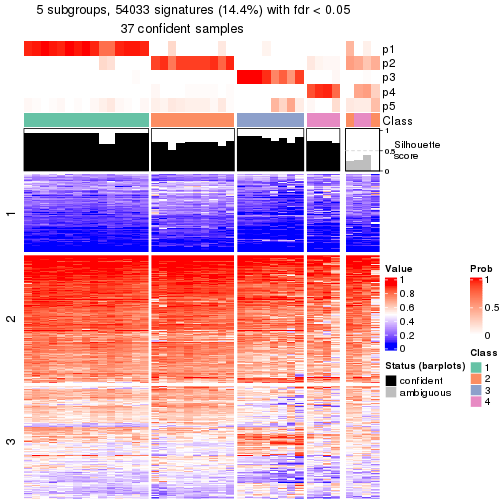 5 subgroups, 54033 signatures (14.4%) with fdr < 0.05
37 confident samples
p1
p2
p3
p4
p5
Class
1
0.5
0
Silhouette
score
1
2
3
Value
1
0.8
0.6
0.4
0.2
0
Prob
1
0.5
0
Status (barplots)
confident
ambiguous
Class
1
2
3
4